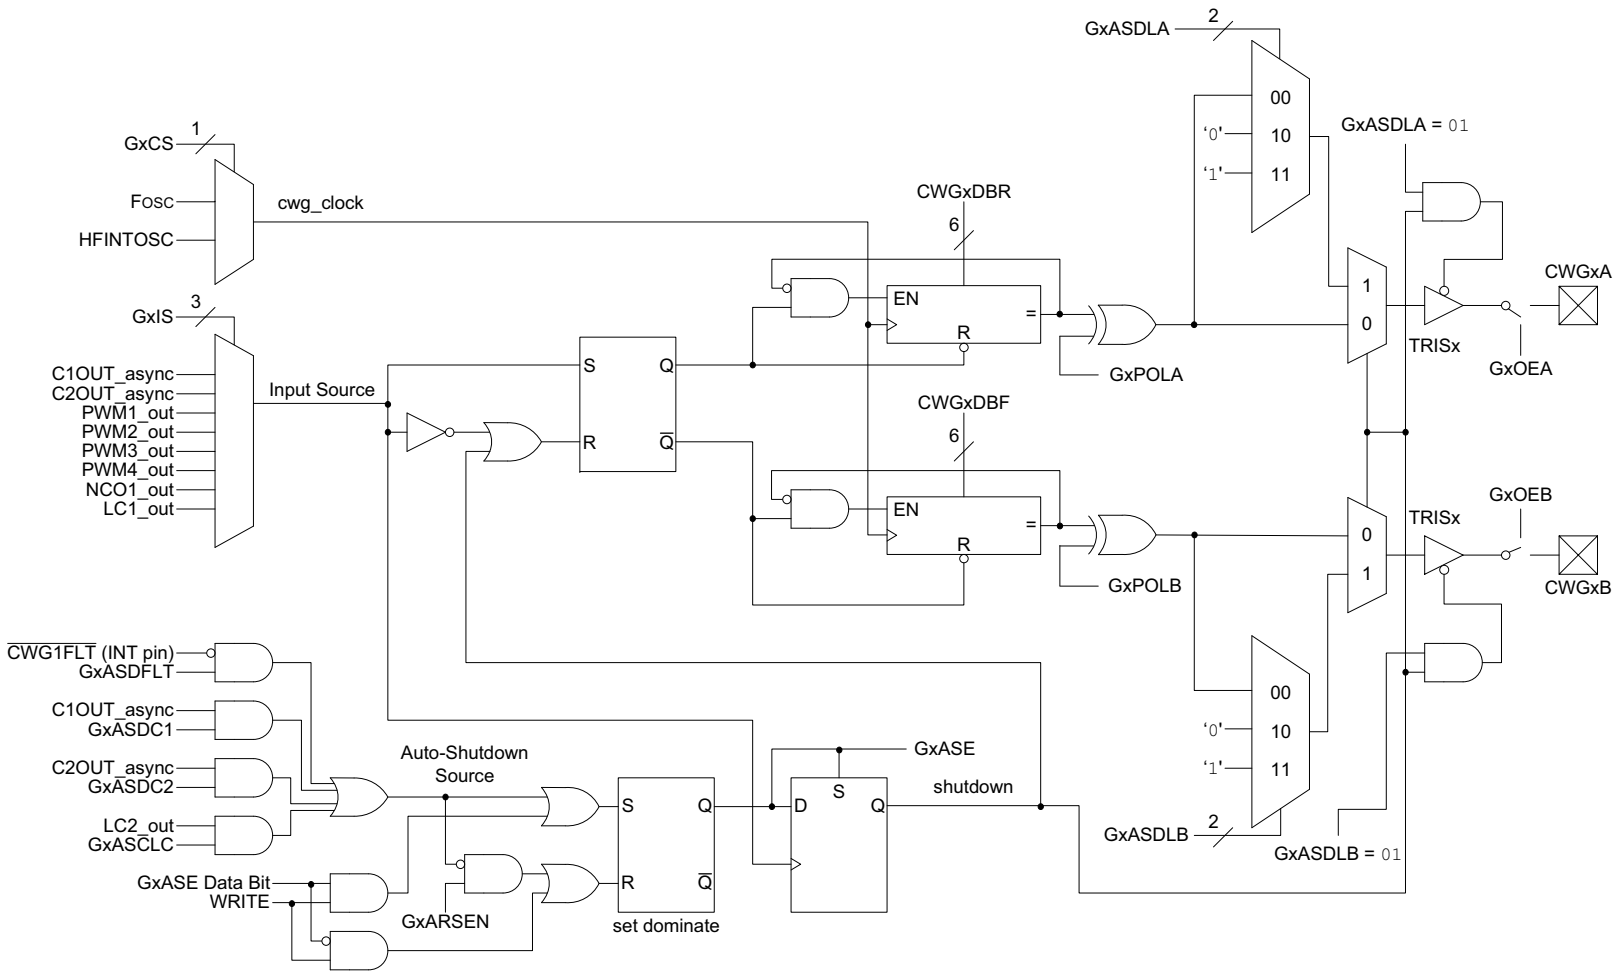 GxASDLA
2
00
'0'
10
'1'
11
GxASDLA = 01
GxCS
1
FOSC
HFINTOSC
cwg_clock
CWGxDBR
6
EN
=
R
GxPOLA
1
0
TRISx
CWGxA
GxOEA
GxIS
3
C1OUT_async
C2OUT_async
PWM1_out
PWM2_out
PWM3_out
PWM4_out
NCO1_out
LC1_out
Input Source
S
Q
R
Q
CWGxDBF
6
EN
=
R
GxPOLB
0
1
TRISx
GxOEB
CWGxB
CWG1FLT (INT pin)
GxASDFLT
C1OUT_async
GxASDC1
C2OUT_async
GxASDC2
LC2_out
GxASCLC
GxASE Data Bit
WRITE
Auto-Shutdown
Source
GxARSEN
S
Q
R
Q
set dominate
GxASE
S
D
Q
shutdown
00
'0'
10
'1'
11
GxASDLB
2
GxASDLB = 01